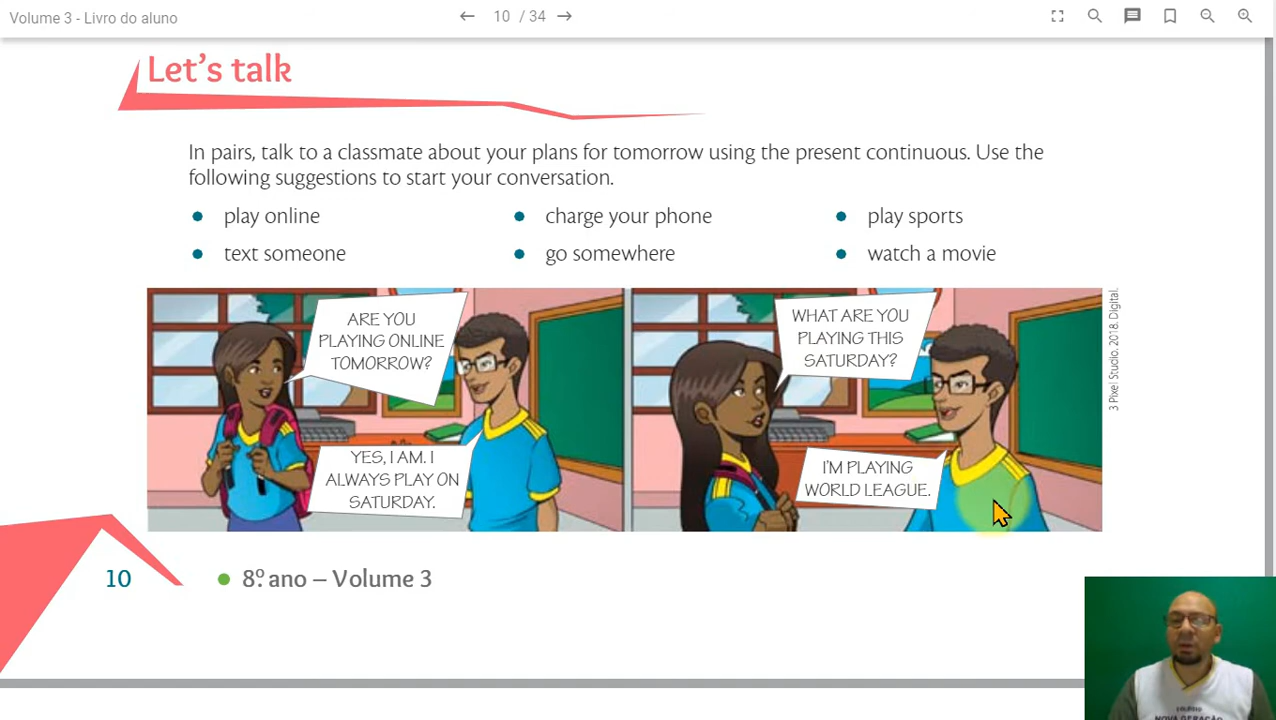 Volume 3 - Livro do aluno
10 / 34
Let's talk
In pairs, talk to a classmate about your plans for tomorrow using the present continuous. Use the
following suggestions to start your conversation.
• play online
• charge your phone
• play sports
• text someone
• go somewhere
• watch a movie
ARE YOU
PLAYING ONLINE
TOMORROW?
YES, I AM. I
ALWAYS PLAY ON
SATURDAY.
WHAT ARE YOU
PLAYING THIS
SATURDAY?
I'M PLAYING
WORLD LEAGUE.
3 Pixel Studio. 2018. Digital.
10
• 8º. ano – Volume 3
NOVA GERAÇÃO